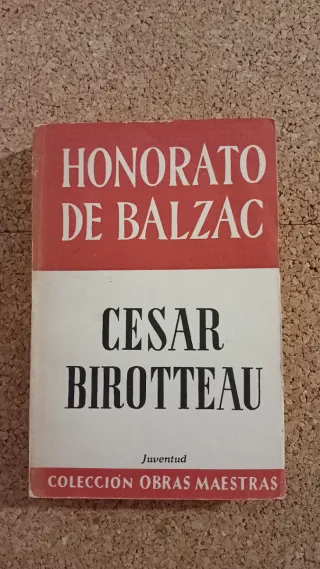 HONORATO
DE BALZAC
CESAR
BIROTTEAU
Juventud
COLECCIÓN OBRAS MAESTRAS